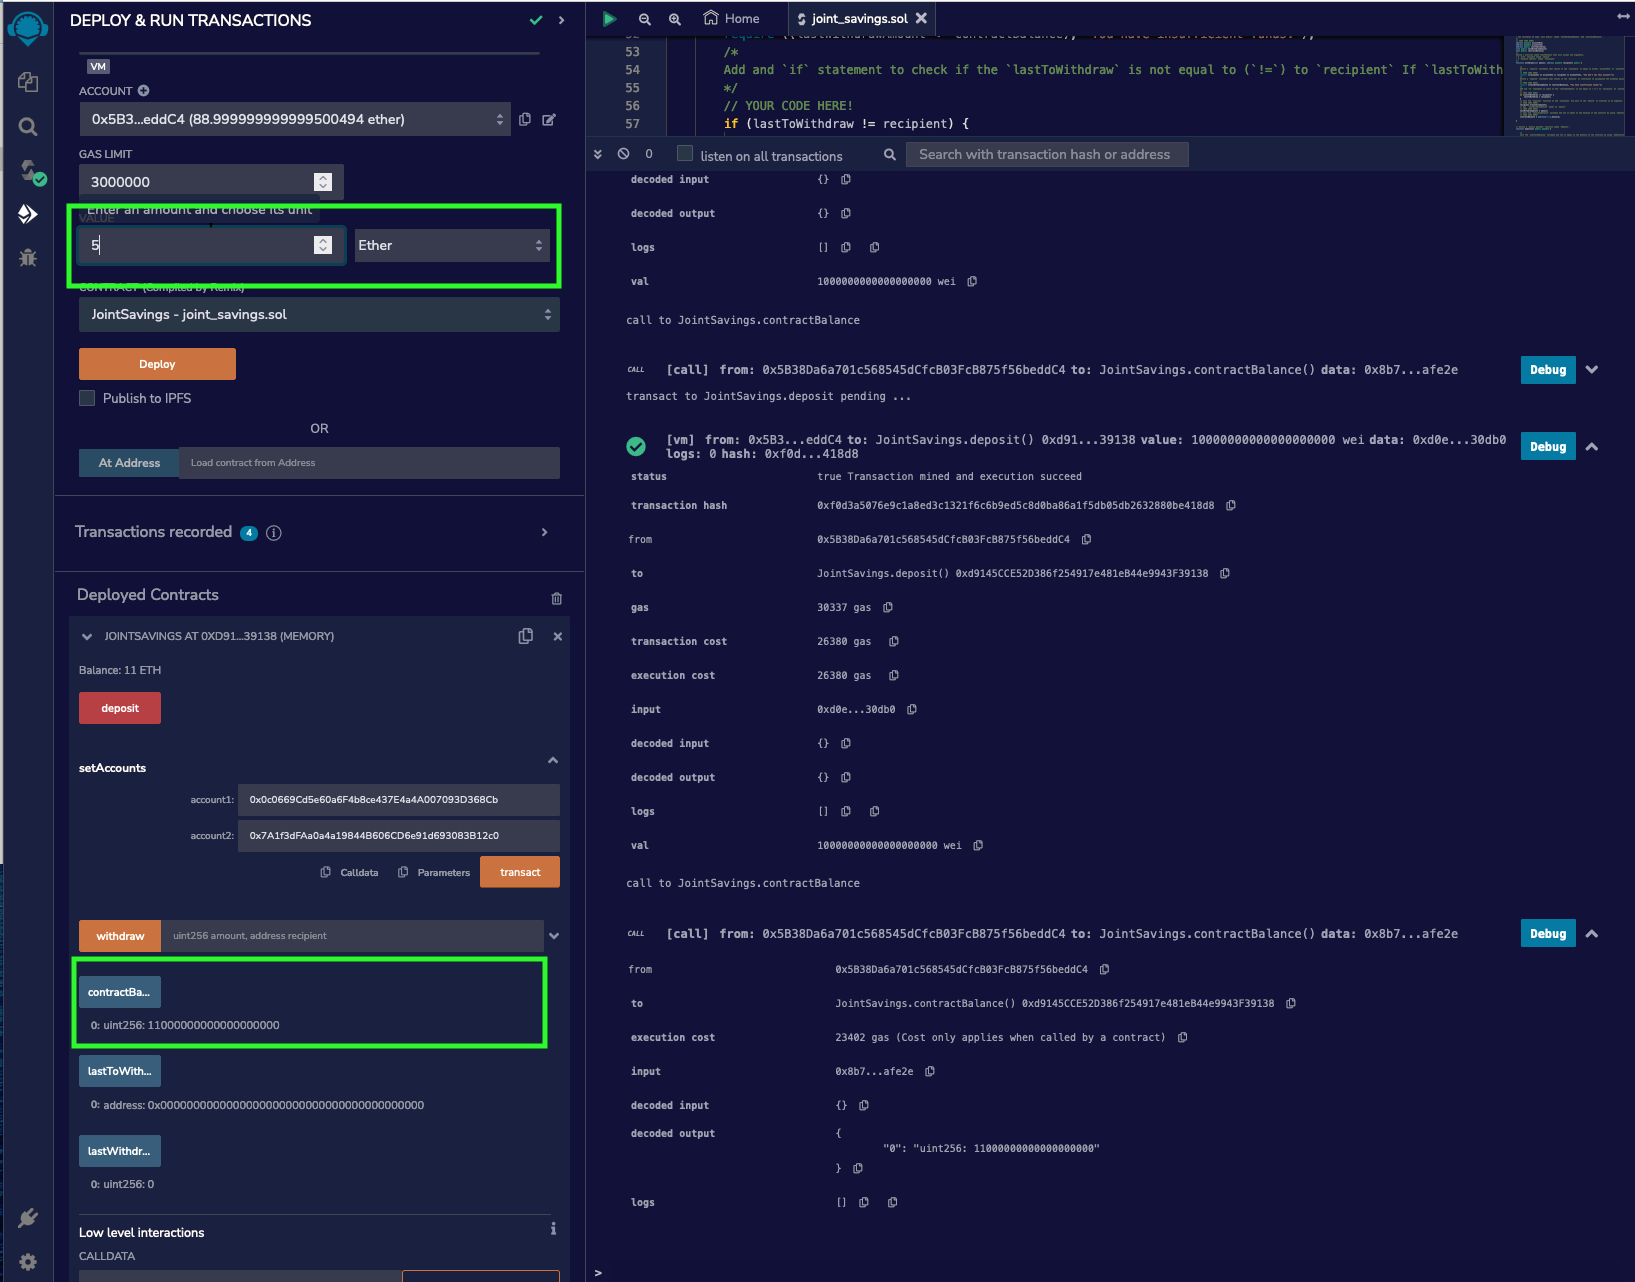 DEPLOY & RUN TRANSACTIONS
VM
ACCOUNT
0x5B3...eddC4 (88.999999999999500494 ether)
GAS LIMIT
3000000
Enter an amount and choose its unit
VALUE
5
Ether
CONTRACT (Compiled by Remix)
JointSavings - joint_savings.sol
Deploy
Publish to IPFS
OR
At Address
Load contract from Address
Transactions recorded 4 i
Deployed Contracts
JOINTSAVINGS AT 0XD91...39138 (MEMORY)
Balance: 11 ETH
deposit
setAccounts
account1: 0x0c0669Cd5e60a6F4b8ce437E4a4A007093D368Cb
account2: 0x7A1f3dFAa0a4a19844B606CD6e91d693083B12c0
Calldata
Parameters
transact
withdraw
uint256 amount, address recipient
contractBa...
0: uint256: 11000000000000000000
lastToWith...
0: address: 0x0000000000000000000000000000000000000000
lastWithdr...
0: uint256: 0
Low level interactions
i
CALLDATA
Home
joint_savings.sol
53 /*
54 Add and `if` statement to check if the `lastToWithdraw` is not equal to (`!=`) to `recipient` If `lastToWith
55 */
56 // YOUR CODE HERE!
57 if (lastToWithdraw != recipient) {
0
listen on all transactions
Search with transaction hash or address
decoded input {}
decoded output {}
logs []
val 1000000000000000000 wei
call to JointSavings.contractBalance
CALL [call] from: 0x5B38Da6a701c568545dCfcB03FcB875f56beddC4 to: JointSavings.contractBalance() data: 0x8b7...afe2e
Debug
transact to JointSavings.deposit pending ...
[vm] from: 0x5B3...eddC4 to: JointSavings.deposit() 0xd91...39138 value: 10000000000000000000 wei data: 0xd0e...30db0
logs: 0 hash: 0xf0d...418d8
Debug
status true Transaction mined and execution succeed
transaction hash 0xf0d3a5076e9c1a8ed3c1321f6c6b9ed5c8d0ba86a1f5db05db2632880be418d8
from 0x5B38Da6a701c568545dCfcB03FcB875f56beddC4
to JointSavings.deposit() 0xd9145CCE52D386f254917e481eB44e9943F39138
gas 30337 gas
transaction cost 26380 gas
execution cost 26380 gas
input 0xd0e...30db0
decoded input {}
decoded output {}
logs []
val 10000000000000000000 wei
call to JointSavings.contractBalance
CALL [call] from: 0x5B38Da6a701c568545dCfcB03FcB875f56beddC4 to: JointSavings.contractBalance() data: 0x8b7...afe2e
Debug
from 0x5B38Da6a701c568545dCfcB03FcB875f56beddC4
to JointSavings.contractBalance() 0xd9145CCE52D386f254917e481eB44e9943F39138
execution cost 23402 gas (Cost only applies when called by a contract)
input 0x8b7...afe2e
decoded input {}
decoded output {
"0": "uint256: 11000000000000000000"
}
logs []
>